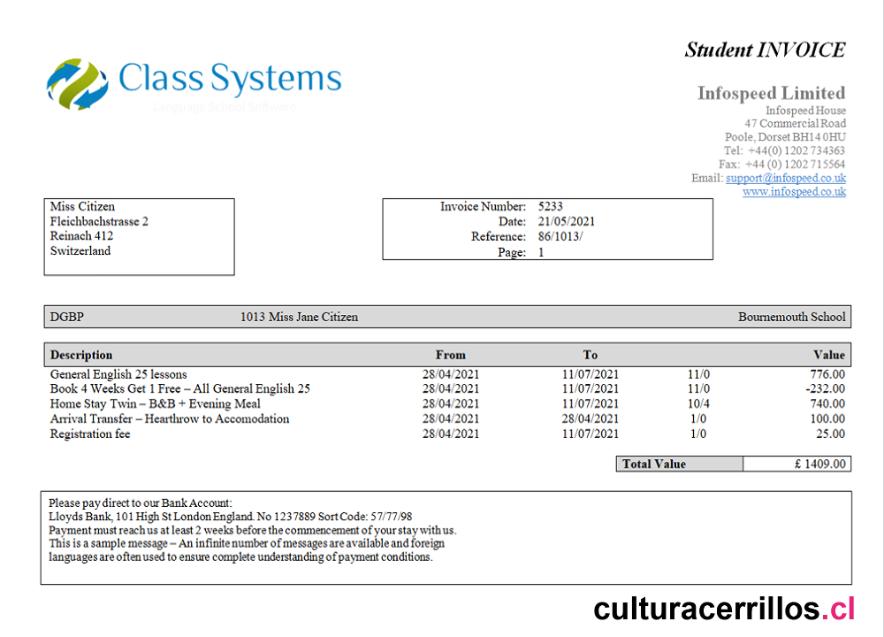 Student INVOICE
Class Systems
Language School Software
Infospeed Limited
Infospeed House
47 Commercial Road
Poole, Dorset BH14 0HU
Tel: +44(0) 1202 734363
Fax: +44 (0) 1202 715564
Email: support@infospeed.co.uk
www.infospeed.co.uk
Miss Citizen
Fleichbachstrasse 2
Reinach 412
Switzerland
Invoice Number: 5233
Date: 21/05/2021
Reference: 86/1013/
Page: 1
DGBP 1013 Miss Jane Citizen Bournemouth School
Description From To Value
General English 25 lessons 28/04/2021 11/07/2021 11/0 776.00
Book 4 Weeks Get 1 Free – All General English 25 28/04/2021 11/07/2021 11/0 -232.00
Home Stay Twin – B&B + Evening Meal 28/04/2021 11/07/2021 10/4 740.00
Arrival Transfer – Hearthrow to Accomodation 28/04/2021 28/04/2021 1/0 100.00
Registration fee 28/04/2021 11/07/2021 1/0 25.00
Total Value £ 1409.00
Please pay direct to our Bank Account:
Lloyds Bank, 101 High St London England. No 1237889 Sort Code: 57/77/98
Payment must reach us at least 2 weeks before the commencement of your stay with us.
This is a sample message – An infinite number of messages are available and foreign
languages are often used to ensure complete understanding of payment conditions.
culturacerrillos.cl